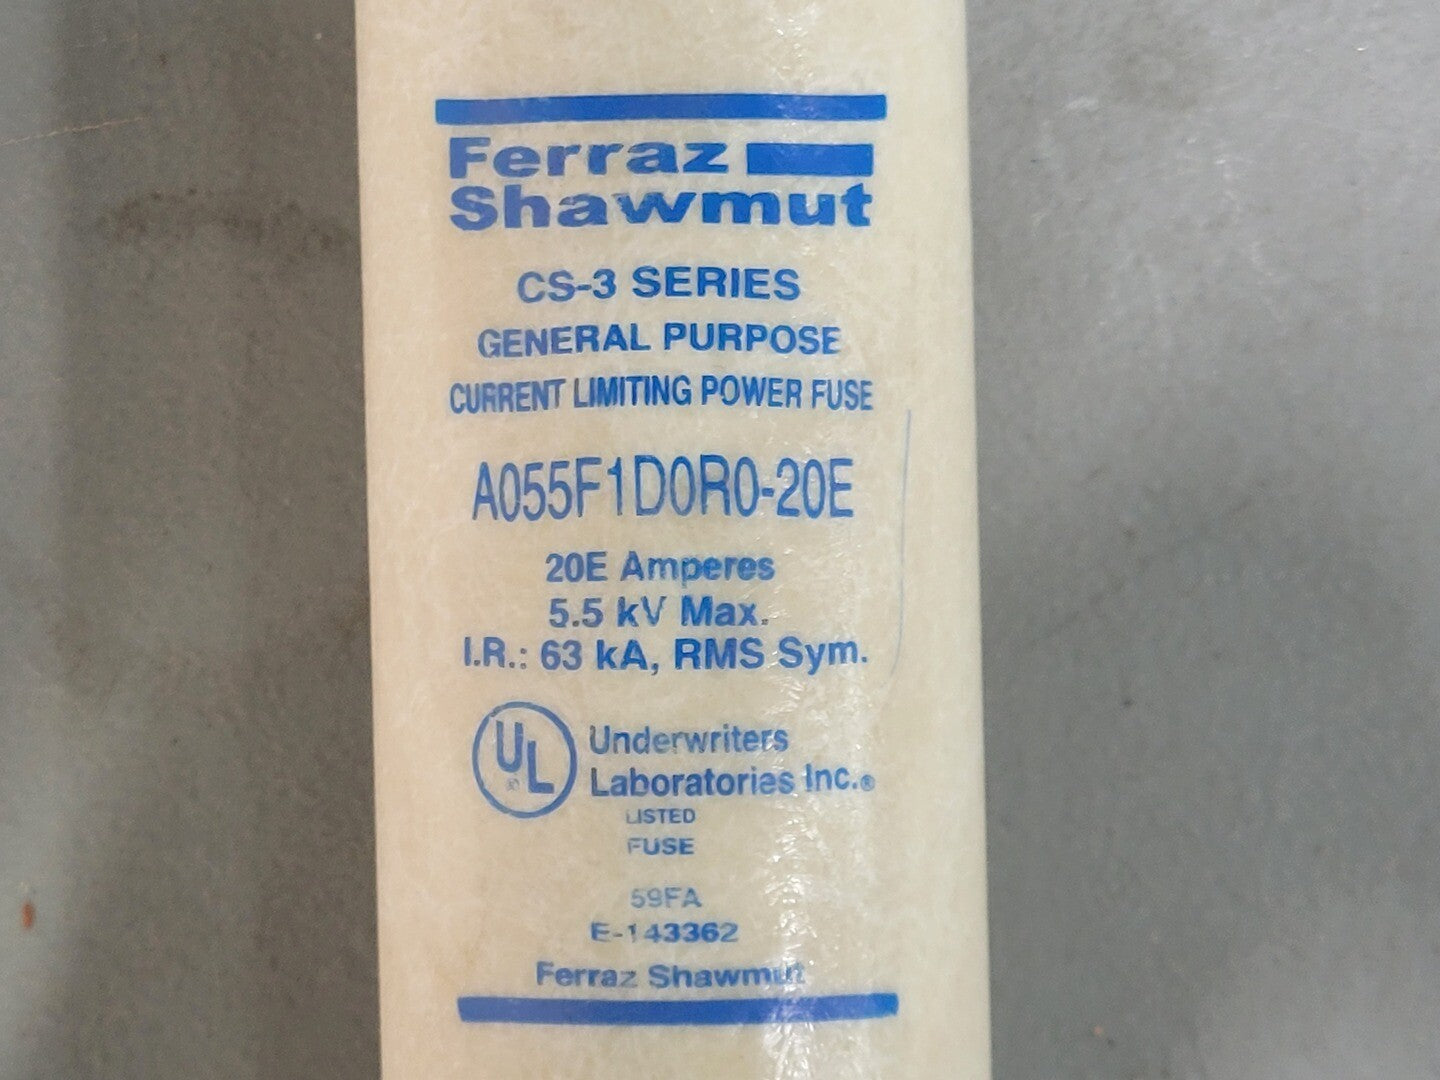 Ferraz
Shawmut
CS-3 SERIES
GENERAL PURPOSE
CURRENT LIMITING POWER FUSE
A055F1D0R0-20E
20E Amperes
5.5 kV Max.
I.R.: 63 kA, RMS Sym.
UL
®
Underwriters
Laboratories Inc.®
LISTED
FUSE
59FA
E-143362
Ferraz Shawmut